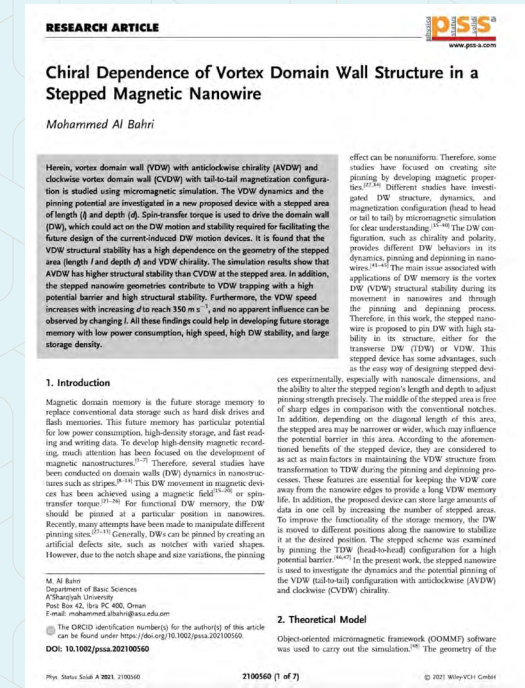 RESEARCH ARTICLE
physica status solidi
pss
www.pss-a.com
Chiral Dependence of Vortex Domain Wall Structure in a
Stepped Magnetic Nanowire
Mohammed Al Bahri
Herein, vortex domain wall (VDW) with anticlockwise chirality (AVDW) and
clockwise vortex domain wall (CVDW) with tail-to-tail magnetization configura-
tion is studied using micromagnetic simulation. The VDW dynamics and the
pinning potential are investigated in a new proposed device with a stepped area
of length (l) and depth (d). Spin-transfer torque is used to drive the domain wall
(DW), which could act on the DW motion and stability required for facilitating the
future design of the current-induced DW motion devices. It is found that the
VDW structural stability has a high dependence on the geometry of the stepped
area (length l and depth d) and VDW chirality. The simulation results show that
AVDW has higher structural stability than CVDW at the stepped area. In addition,
the stepped nanowire geometries contribute to VDW trapping with a high
potential barrier and high structural stability. Furthermore, the VDW speed
increases with increasing d to reach 350 m s⁻¹, and no apparent influence can be
observed by changing l. All these findings could help in developing future storage
memory with low power consumption, high speed, high DW stability, and large
storage density.
1. Introduction
Magnetic domain memory is the future storage memory to
replace conventional data storage such as hard disk drives and
flash memories. This future memory has particular potential
for low power consumption, high-density storage, and fast read-
ing and writing data. To develop high-density magnetic record-
ing, much attention has been focused on the development of
magnetic nanostructures.[1–7] Therefore, several studies have
been conducted on domain walls (DW) dynamics in nanostruc-
tures such as stripes.[8–14] This DW movement in magnetic devi-
ces has been achieved using a magnetic field[15–20] or spin-
transfer torque.[21–26] For functional DW memory, the DW
should be pinned at a particular position in nanowires.
Recently, many attempts have been made to manipulate different
pinning sites.[27–33] Generally, DWs can be pinned by creating an
artificial defects site, such as notches with varied shapes.
However, due to the notch shape and size variations, the pinning
M. Al Bahri
Department of Basic Sciences
A'Sharqiyah University
Post Box 42, Ibra PC 400, Oman
E-mail: mohammed.albahri@asu.edu.om
The ORCID identification number(s) for the author(s) of this article
can be found under https://doi.org/10.1002/pssa.202100560.
DOI: 10.1002/pssa.202100560
effect can be nonuniform. Therefore, some
studies have focused on creating site
pinning by developing magnetic proper-
ties.[27,34] Different studies have investi-
gated DW structure, dynamics, and
magnetization configuration (head to head
or tail to tail) by micromagnetic simulation
for clear understanding.[35–40] The DW con-
figuration, such as chirality and polarity,
provides different DW behaviors in its
dynamics, pinning and depinning in nano-
wires.[41–45] The main issue associated with
applications of DW memory is the vortex
DW (VDW) structural stability during its
movement in nanowires and through
the pinning and depinning process.
Therefore, in this work, the stepped nano-
wire is proposed to pin DW with high sta-
bility in its structure, either for the
transverse DW (TDW) or VDW. This
stepped device has some advantages, such
as the easy way of designing stepped devi-
ces experimentally, especially with nanoscale dimensions, and
the ability to alter the stepped region's length and depth to adjust
pinning strength precisely. The middle of the stepped area is free
of sharp edges in comparison with the conventional notches.
In addition, depending on the diagonal length of this area,
the stepped area may be narrower or wider, which may influence
the potential barrier in this area. According to the aforemen-
tioned benefits of the stepped device, they are considered to
as act as main factors in maintaining the VDW structure from
transformation to TDW during the pinning and depinning pro-
cesses. These features are essential for keeping the VDW core
away from the nanowire edges to provide a long VDW memory
life. In addition, the proposed device can store large amounts of
data in one cell by increasing the number of stepped areas.
To improve the functionality of the storage memory, the DW
is moved to different positions along the nanowire to stabilize
it at the desired position. The stepped scheme was examined
by pinning the TDW (head-to-head) configuration for a high
potential barrier.[46,47] In the present work, the stepped nanowire
is used to investigate the dynamics and the potential pinning of
the VDW (tail-to-tail) configuration with anticlockwise (AVDW)
and clockwise (CVDW) chirality.
2. Theoretical Model
Object-oriented micromagnetic framework (OOMMF) software
was used to carry out the simulation.[48] The geometry of the
Phys. Status Solidi A 2021, 2100560
2100560 (1 of 7)
© 2021 Wiley-VCH GmbH